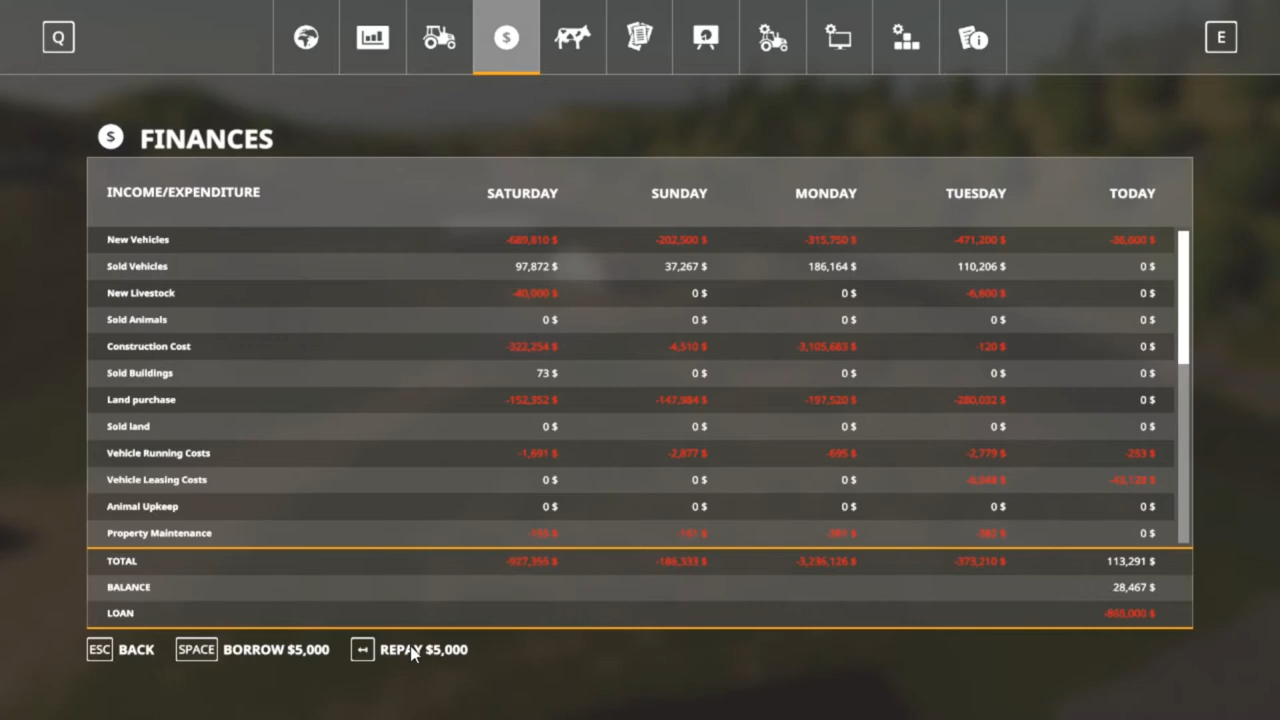 Q
E
$ FINANCES
INCOME/EXPENDITURE SATURDAY SUNDAY MONDAY TUESDAY TODAY
New Vehicles -689,810 $ -202,500 $ -315,750 $ -471,200 $ -36,600 $
Sold Vehicles 97,872 $ 37,267 $ 186,164 $ 110,206 $ 0 $
New Livestock -40,000 $ 0 $ 0 $ -6,600 $ 0 $
Sold Animals 0 $ 0 $ 0 $ 0 $ 0 $
Construction Cost -322,254 $ -4,510 $ -3,105,683 $ -120 $ 0 $
Sold Buildings 73 $ 0 $ 0 $ 0 $ 0 $
Land purchase -152,352 $ -147,984 $ -197,520 $ -280,032 $ 0 $
Sold land 0 $ 0 $ 0 $ 0 $ 0 $
Vehicle Running Costs -1,691 $ -2,877 $ -695 $ -2,779 $ -253 $
Vehicle Leasing Costs 0 $ 0 $ 0 $
Animal Upkeep 0 $ 0 $ 0 $ 0 $ 0 $
Property Maintenance 0 $
TOTAL -927,355 $ -186,333 $ -3,236,126 $ -373,210 $ 113,291 $
BALANCE 28,467 $
LOAN -865,000 $
ESC BACK SPACE BORROW $5,000 REPAY $5,000